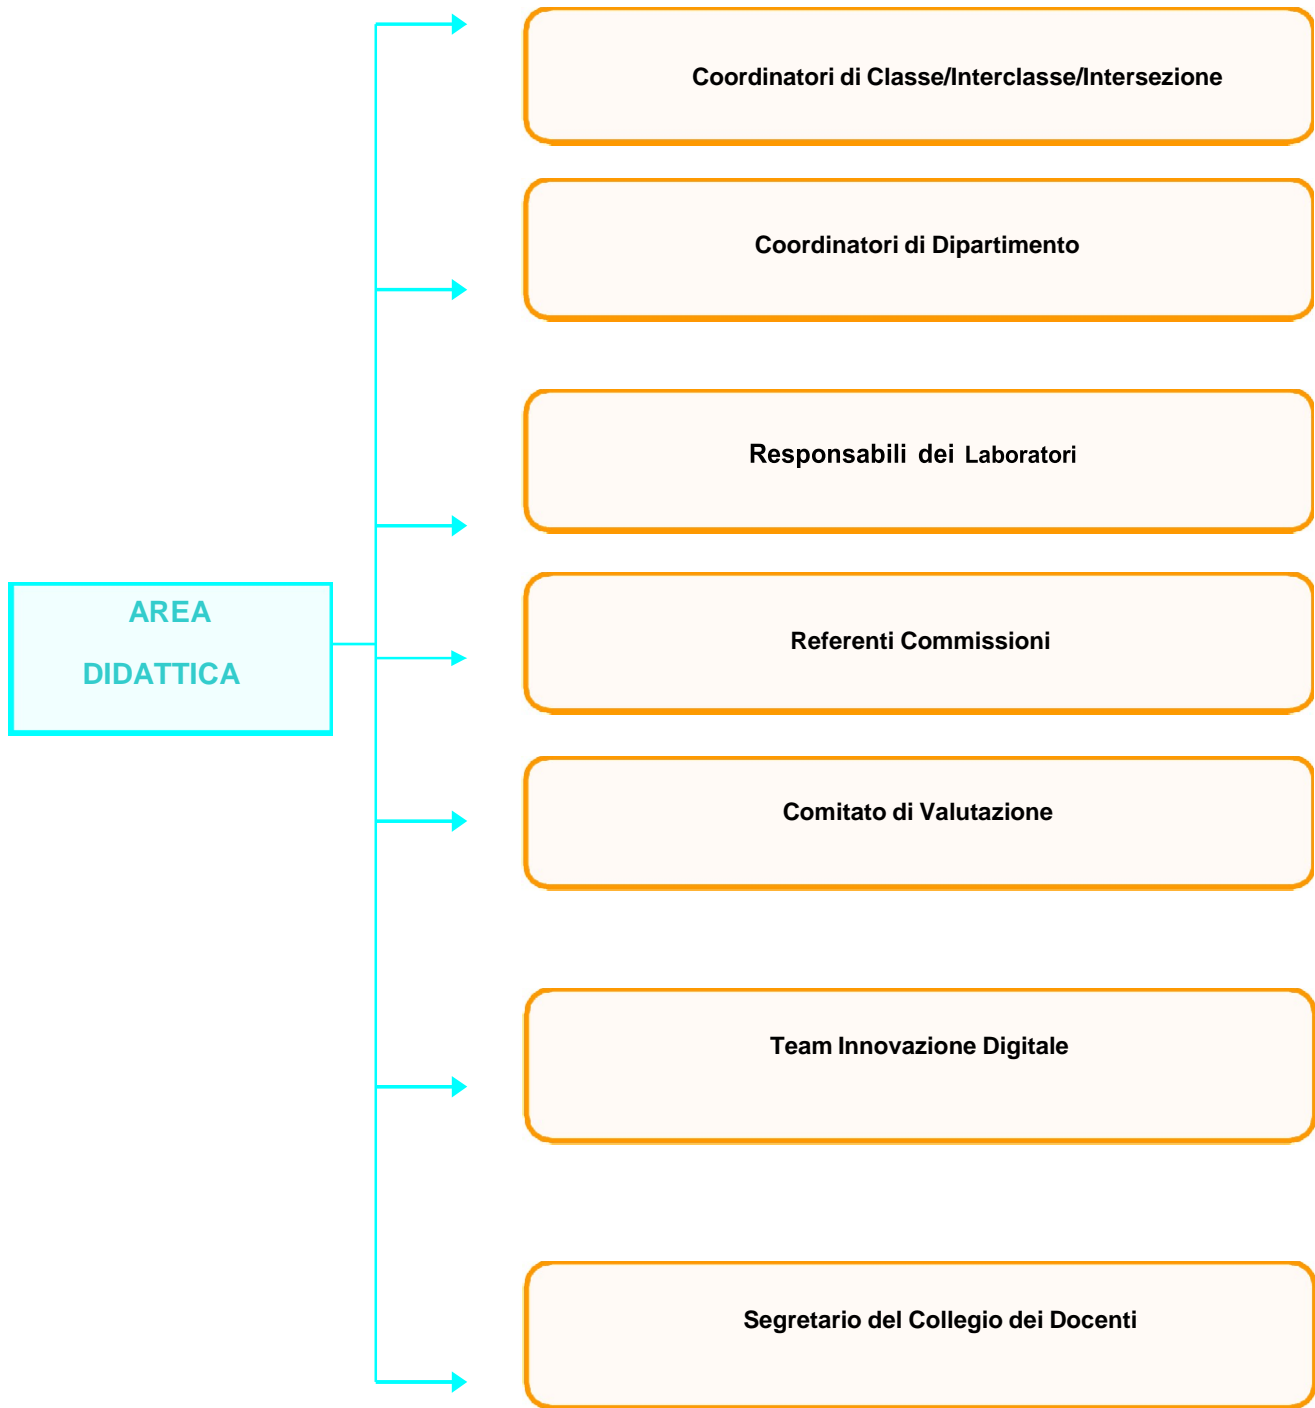 Coordinatori di Classe/Interclasse/Intersezione
Coordinatori di Dipartimento
Responsabili dei Laboratori
AREA
DIDATTICA
Referenti Commissioni
Comitato di Valutazione
Team Innovazione Digitale
Segretario del Collegio dei Docenti